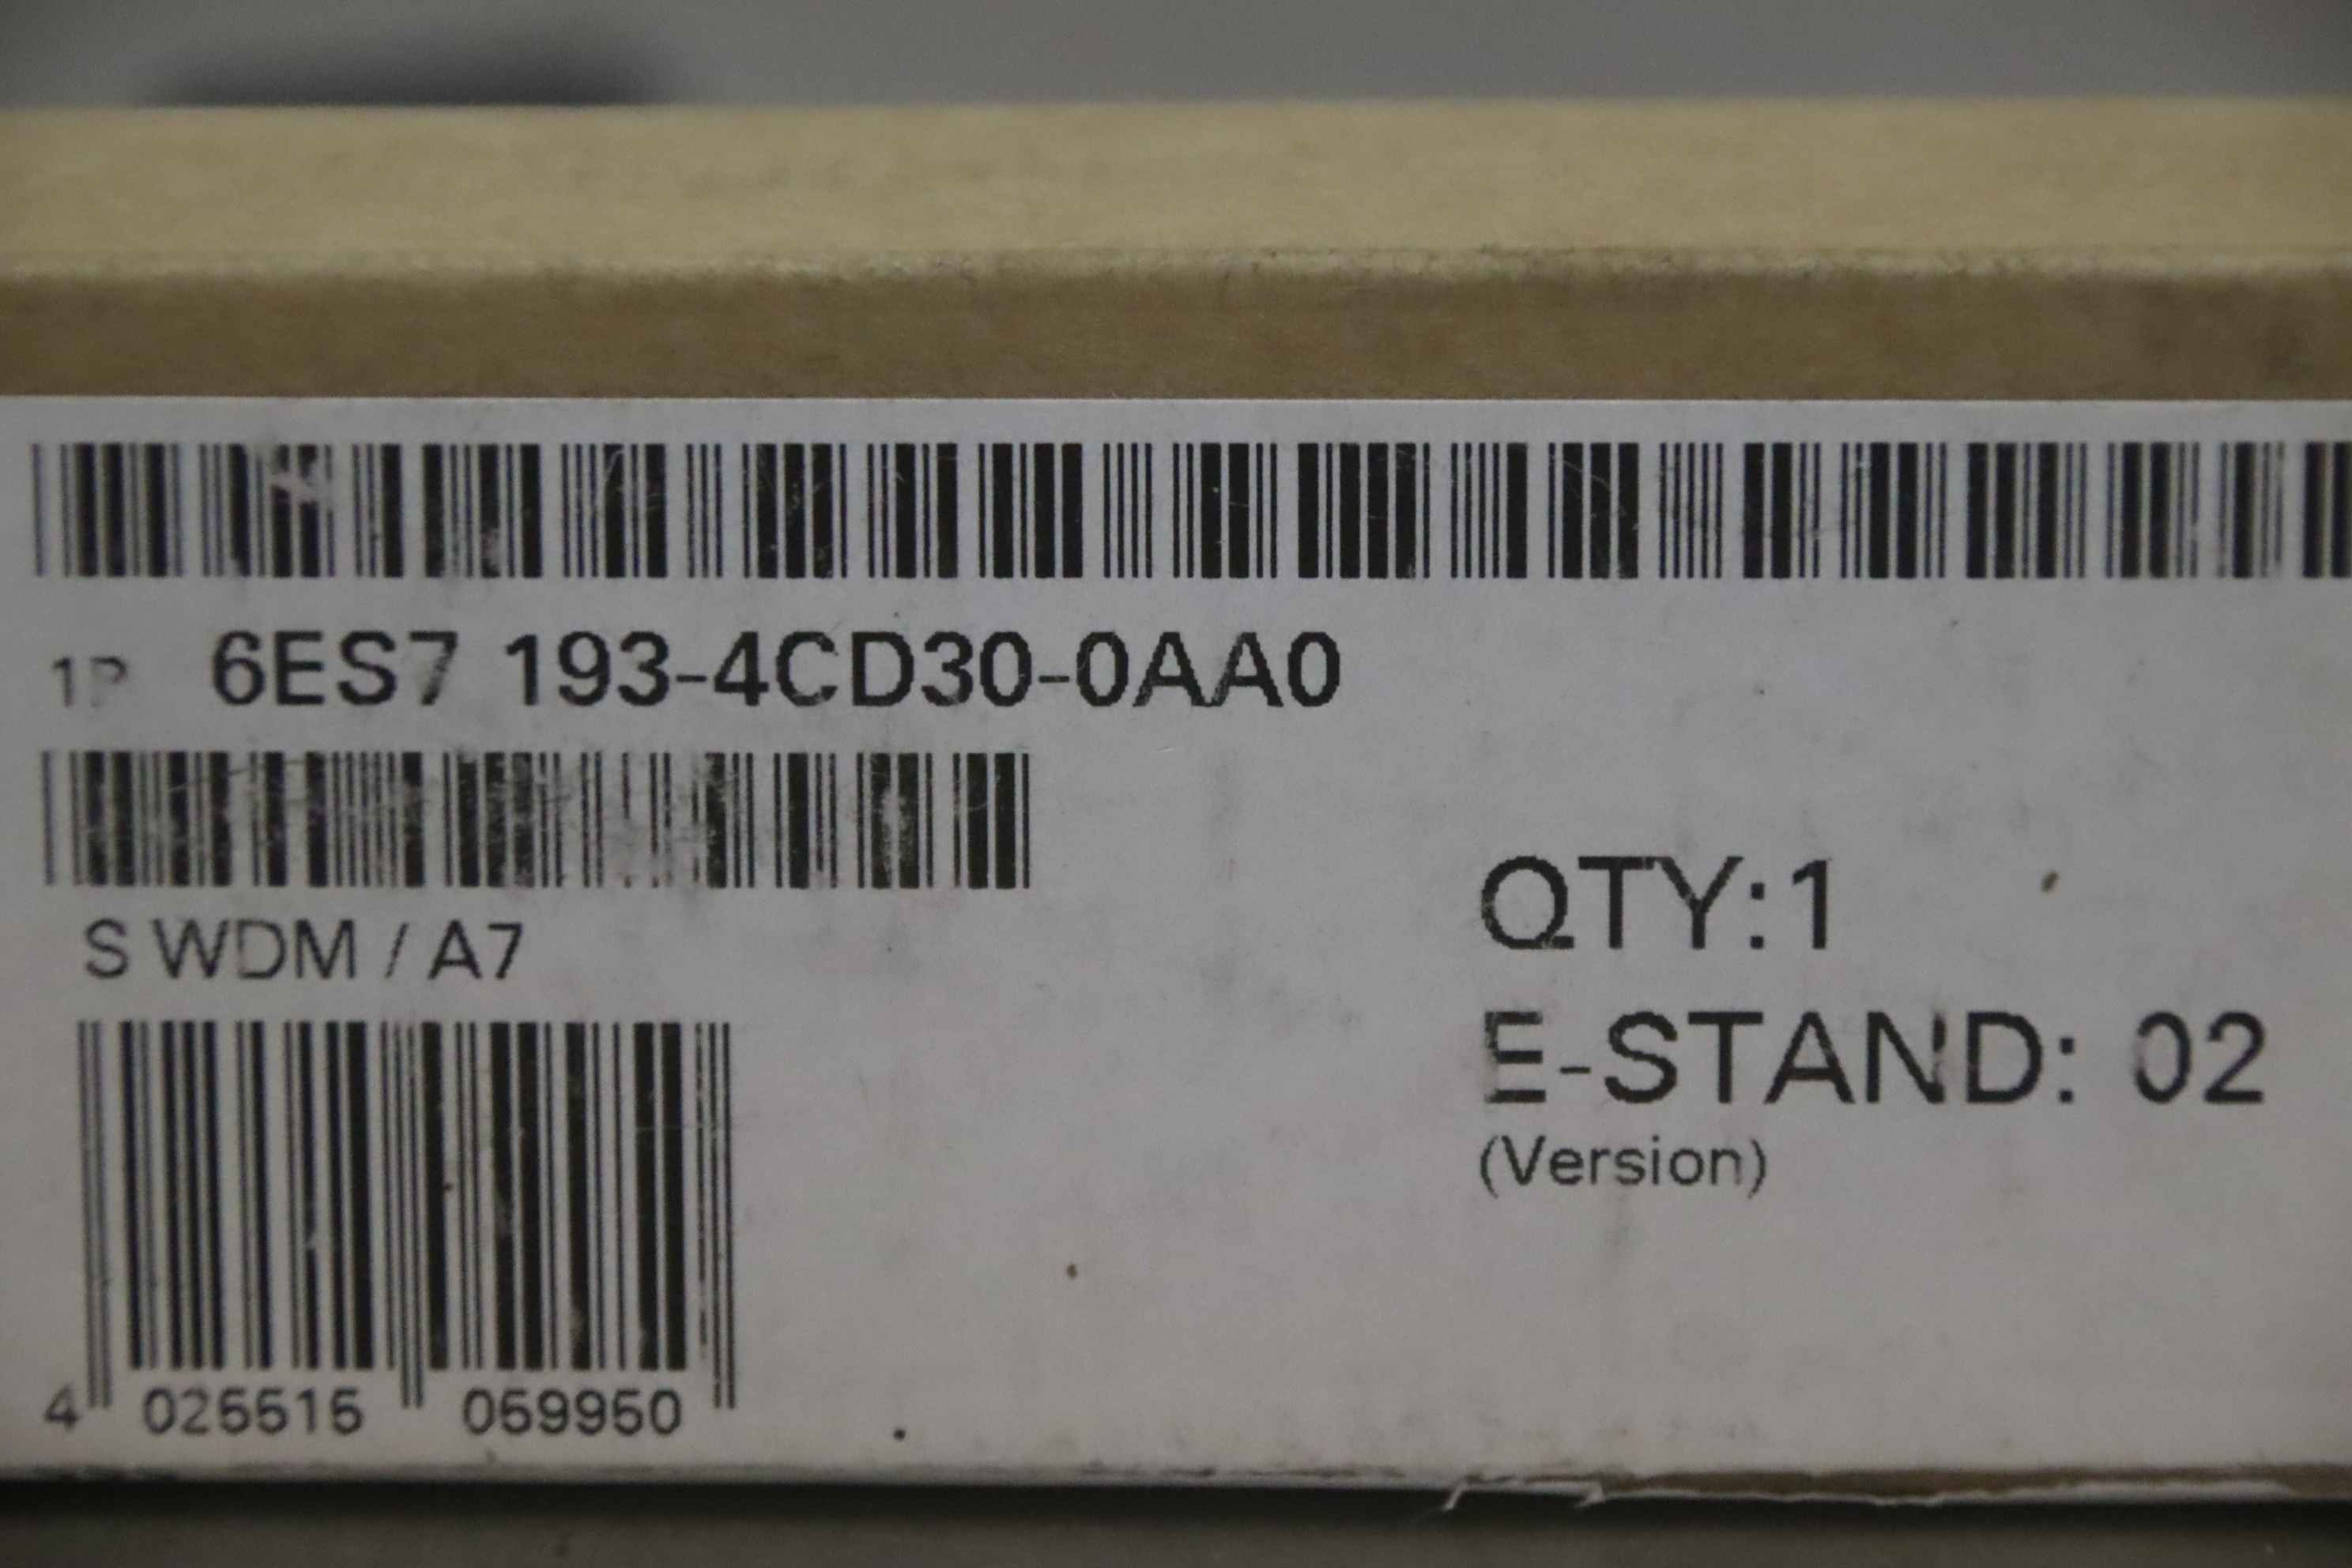 1P 6ES7 193-4CD30-0AA0
S WDM / A7
QTY:1
E-STAND: 02
(Version)
4 025515 059950